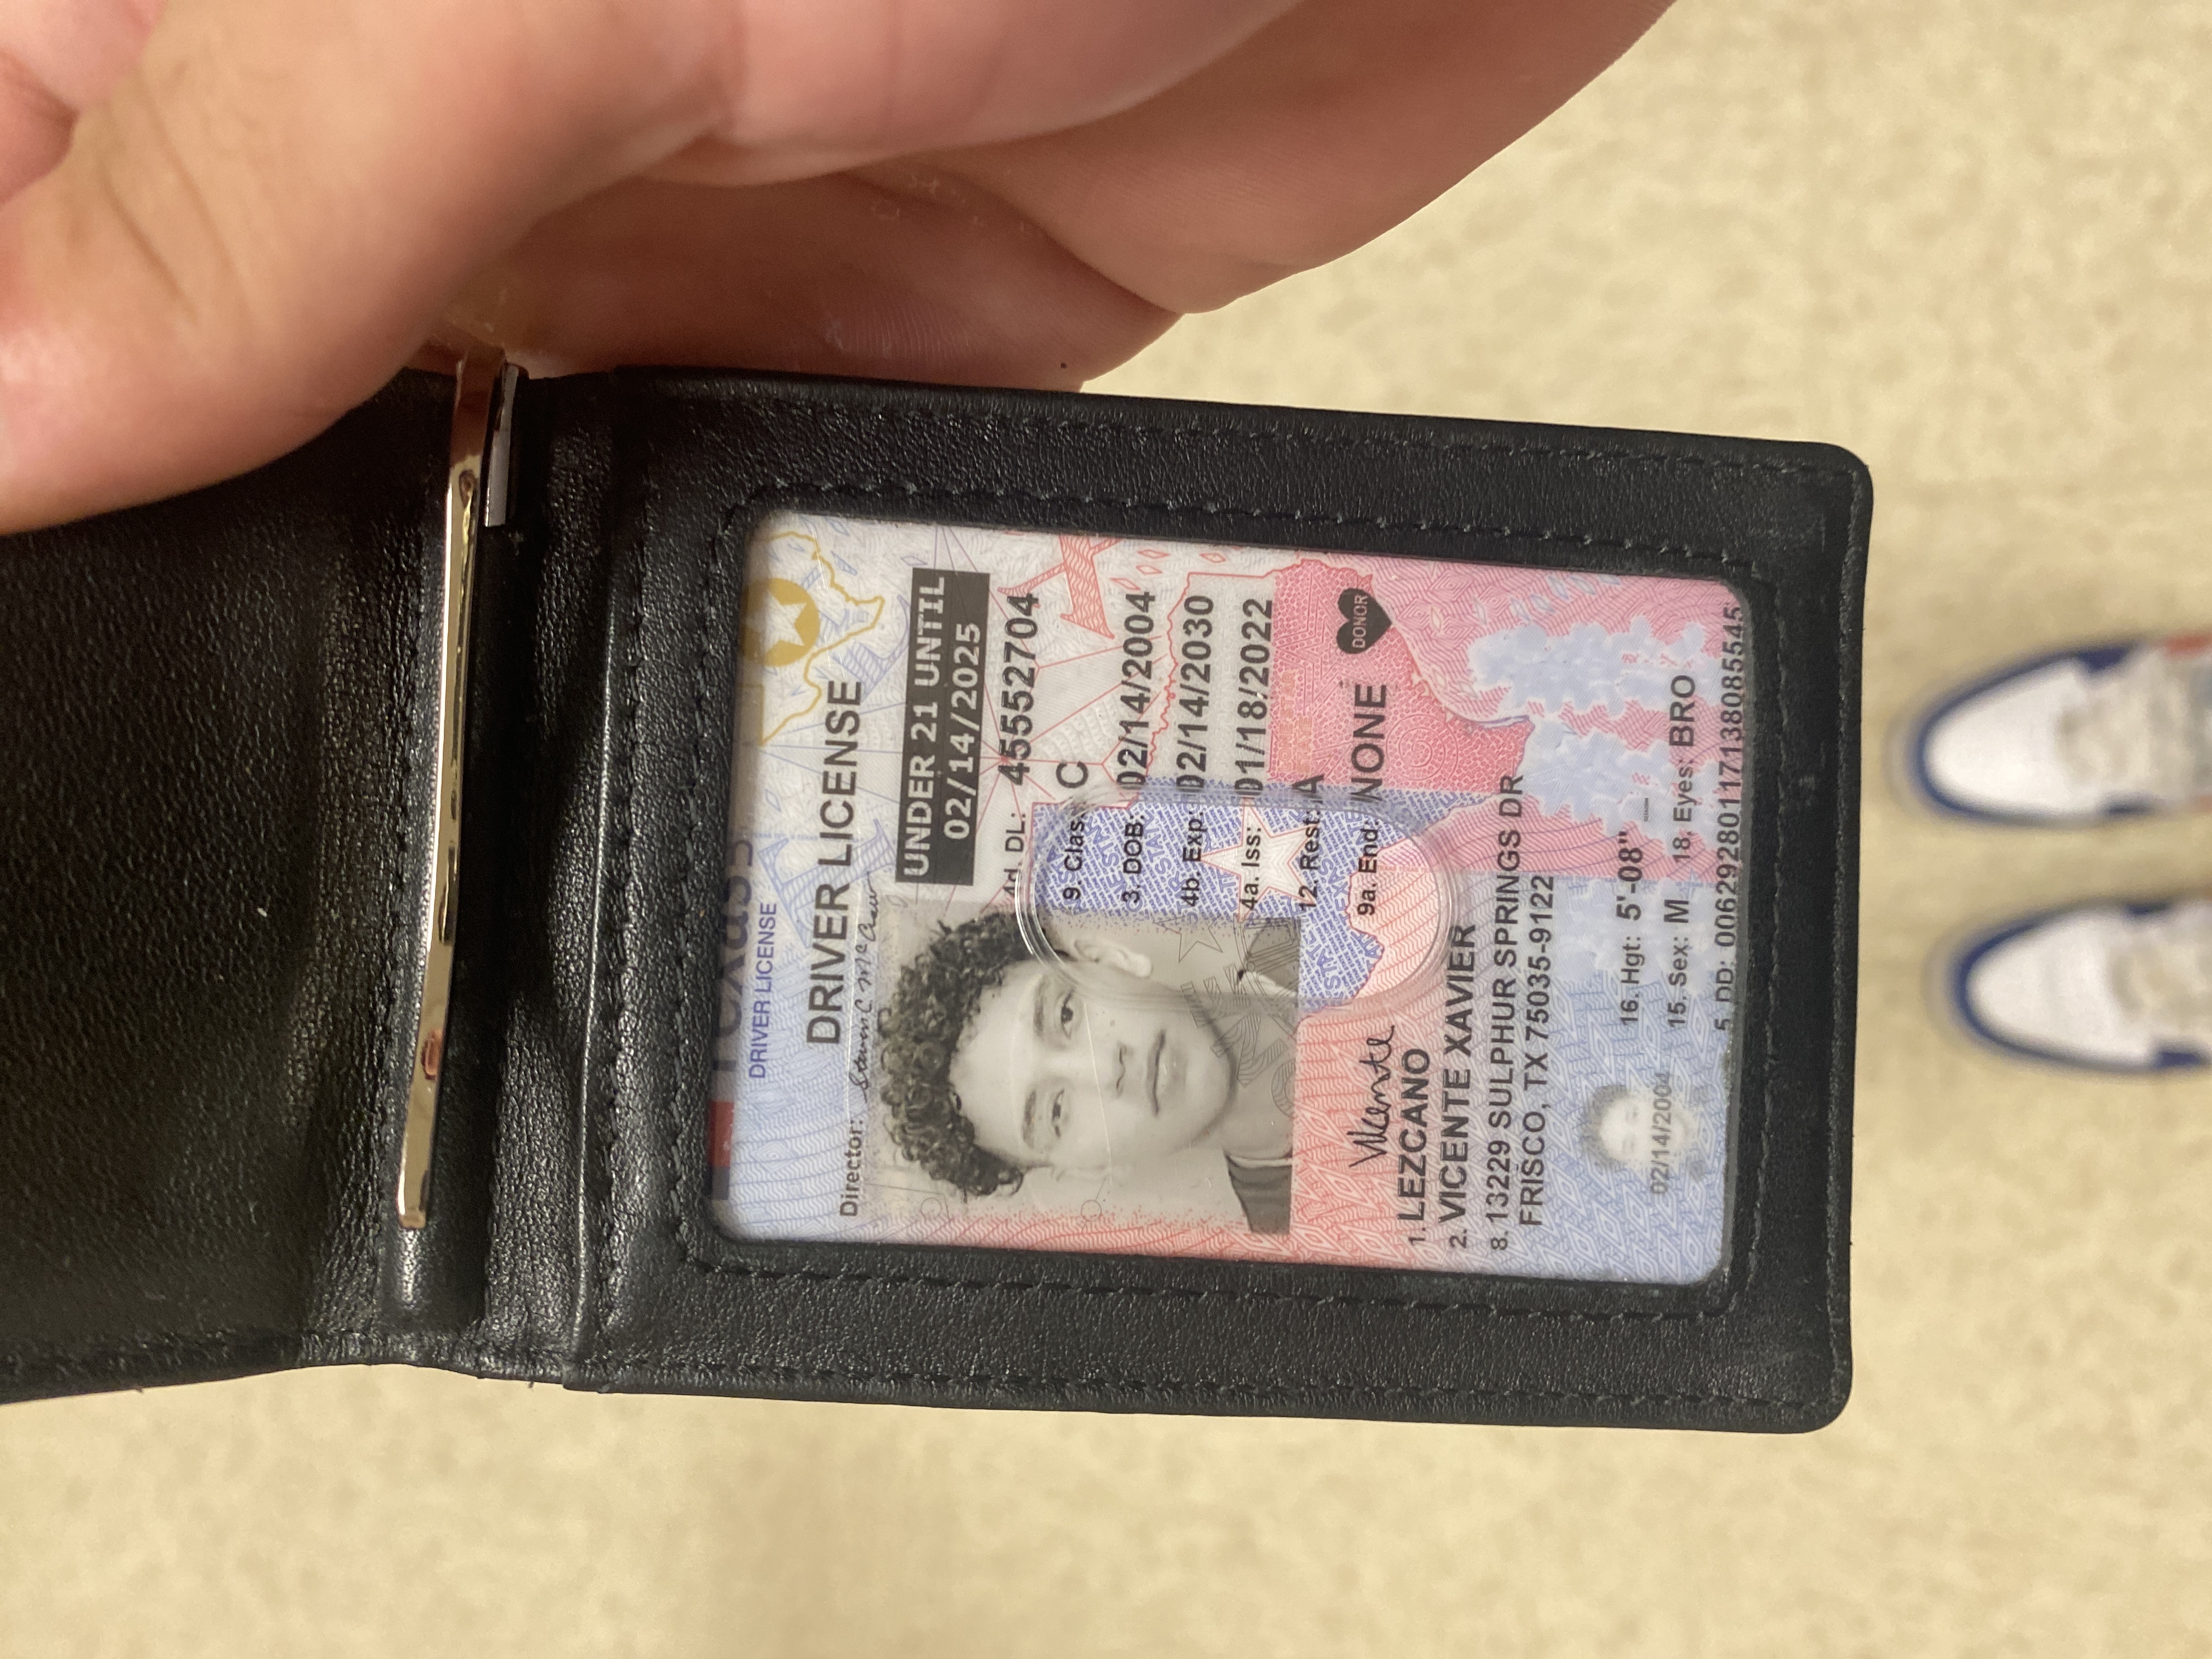 Texas
DRIVER LICENSE
DRIVER LICENSE
Director: Steven C McCraw
UNDER 21 UNTIL
02/14/2025
4d. DL: 45552704
9. Clas: C
3. DOB: 02/14/2004
4b. Exp: 02/14/2030
4a. Iss: 01/18/2022
12. Rest: A
9a. End: NONE DONOR
Vicente
1. LEZCANO
2. VICENTE XAVIER
8. 13229 SULPHUR SPRINGS DR
FRISCO, TX 75035-9122
16. Hgt: 5'-08"
02/14/2004
15. Sex: M 18. Eyes: BRO
5. DD: 00629280117138085545